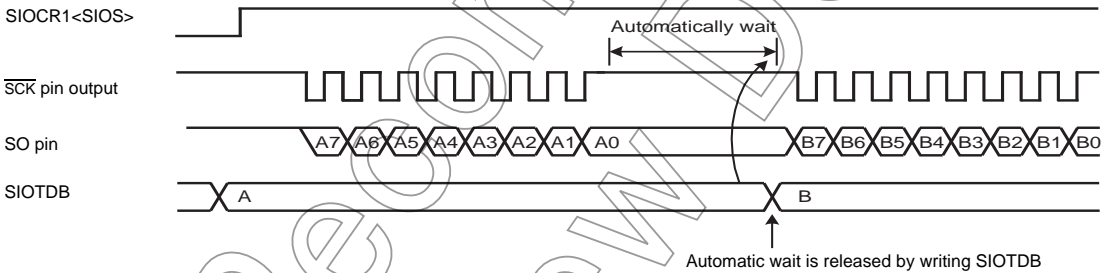 SIOCR1<SIOS>
Automatically wait
SCK pin output
SO pin
A7 A6 A5 A4 A3 A2 A1 A0 B7 B6 B5 B4 B3 B2 B1 B0
SIOTDB
A B
Automatic wait is released by writing SIOTDB